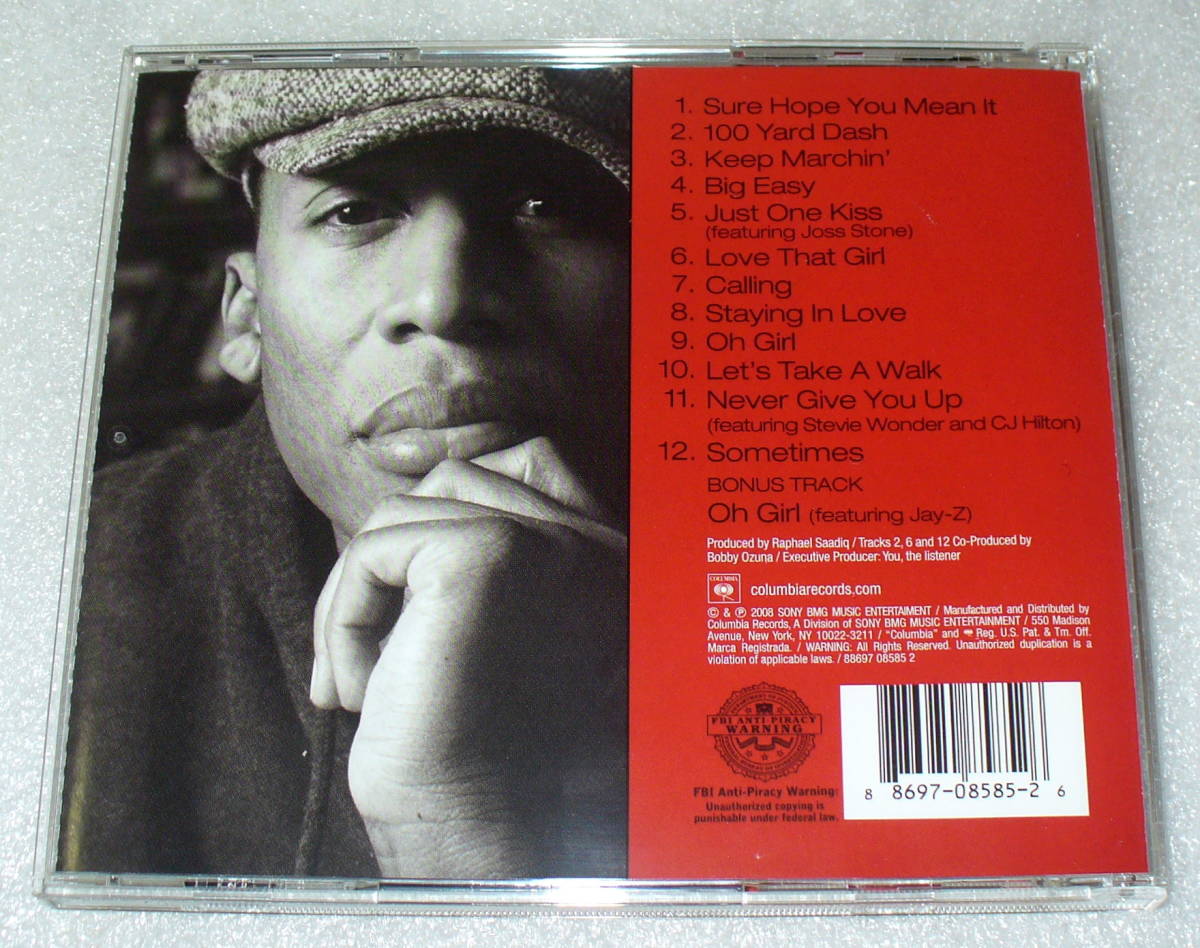 1. Sure Hope You Mean It
2. 100 Yard Dash
3. Keep Marchin'
4. Big Easy
5. Just One Kiss
(featuring Joss Stone)
6. Love That Girl
7. Calling
8. Staying In Love
9. Oh Girl
10. Let's Take A Walk
11. Never Give You Up
(featuring Stevie Wonder and CJ Hilton)
12. Sometimes
BONUS TRACK
Oh Girl (featuring Jay-Z)
Produced by Raphael Saadiq / Tracks 2, 6 and 12 Co-Produced by
Bobby Ozuna / Executive Producer: You, the listener
COLUMBIA
columbiarecords.com
© & ℗ 2008 SONY BMG MUSIC ENTERTAIMENT / Manufactured and Distributed by
Columbia Records, A Division of SONY BMG MUSIC ENTERTAINMENT / 550 Madison
Avenue, New York, NY 10022-3211 / "Columbia" and Reg. U.S. Pat. & Tm. Off.
Marca Registrada. / WARNING: All Rights Reserved. Unauthorized duplication is a
violation of applicable laws. / 88697 08585 2
FBI ANTI-PIRACY
WARNING
FBI Anti-Piracy Warning:
Unauthorized copying is
punishable under federal law.
8 8697-08585-2 6